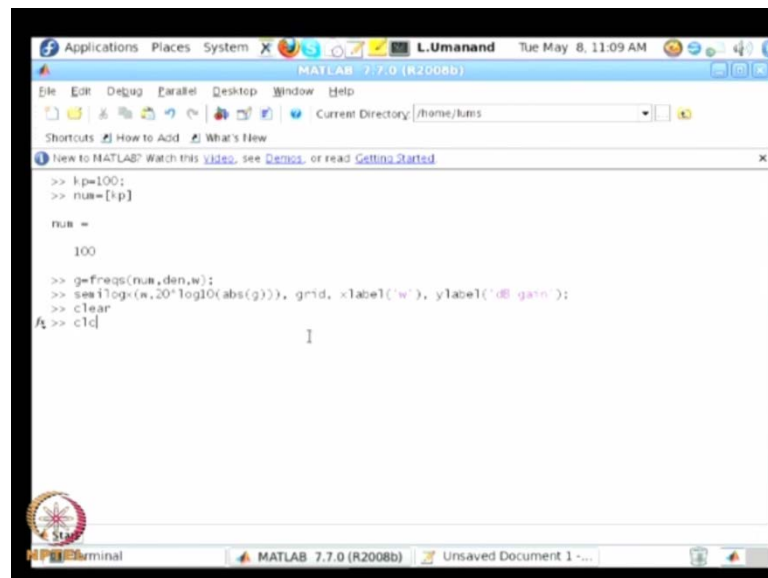 Applications Places System L.Umanand Tue May 8, 11:09 AM
MATLAB 7.7.0 (R2008b)
File Edit Debug Parallel Desktop Window Help
Current Directory: /home/lums
Shortcuts How to Add What's New
New to MATLAB? Watch this Video, see Demos, or read Getting Started.
>> kp=100;
>> num=[kp]
num =
100
>> g=freqs(num,den,w);
>> semilogx(w,20*log10(abs(g))), grid, xlabel('w'), ylabel('dB gain');
>> clear
fx >> clc
Start
NPTEL Terminal MATLAB 7.7.0 (R2008b) Unsaved Document 1 -...